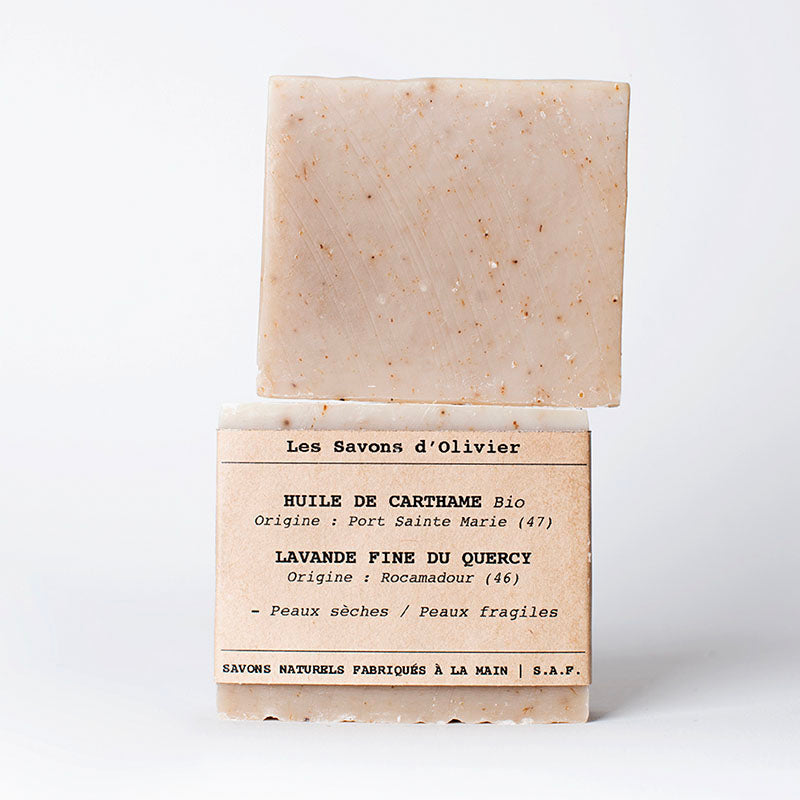 Les Savons d'Olivier
HUILE DE CARTHAME Bio
Origine : Port Sainte Marie (47)
LAVANDE FINE DU QUERCY
Origine : Rocamadour (46)
- Peaux sèches / Peaux fragiles
SAVONS NATURELS FABRIQUÉS À LA MAIN | S.A.F.